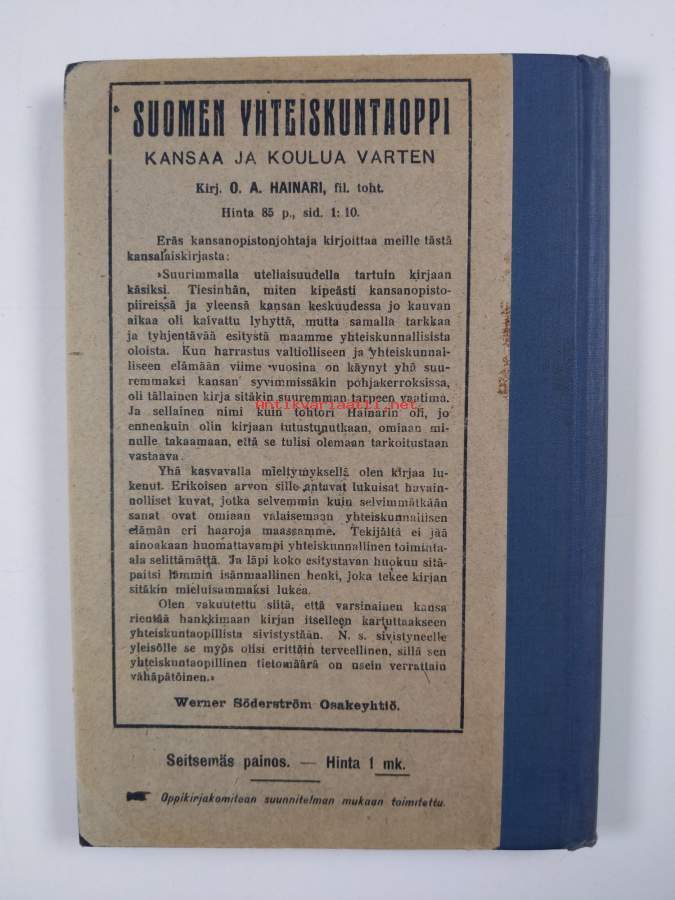 SUOMEN YHTEISKUNTAOPPI
KANSAA JA KOULUA VARTEN
Kirj. O. A. HAINARI, fil. toht.
Hinta 85 p., sid. 1: 10.
Eräs kansanopistonjohtaja kirjoittaa meille tästä
kansalaiskirjasta:
»Suurimmalla uteliaisuudella tartuin kirjaan
käsiksi. Tiesinhän, miten kipeästi kansanopisto-
piireissä ja yleensä kansan keskuudessa jo kauvan
aikaa oli kaivattu lyhyttä, mutta samalla tarkkaa
ja tyhjentävää esitystä maamme yhteiskunnallisista
oloista. Kun harrastus valtiolliseen ja yhteiskunnal-
liseen elämään viime vuosina on käynyt yhö suu-
remmaksi kansan syvimmissäkin pohjakerroksissa,
oli tällainen kirja sitäkin suuremman tarpeen vaatima.
Antikvariaatti.net
Ja sellainen nimi kuin tohtori Hainarin oli, jo
ennenkuin olin kirjaan tutustunutkaan, omiaan mi-
nulle takaamaan, että se tulisi olemaan tarkoitustaan
vastaava.
Yhä kasvavalla mieltymyksellä olen kirjaa lu-
kenut. Erikoisen arvon sille antavat lukuisat havain-
nolliset kuvat, jotka selvemmin kuin selvimmätkään
sanat ovat omiaan valaisemaan yhteiskunnallisen
elämän eri haaroja maassamme. Tekijältä ei jää
ainoakaan huomattavampi yhteiskunnallinen toiminta-
ala selittämättä. Ja läpi koko esitystavan huokuu sitä-
paitsi lämmin isänmaallinen henki, joka tekee kirjan
sitäkin mieluisammaksi lukea.
Olen vakuutettu siitä, että varsinainen kansa
rientää hankkimaan kirjan itselleen kartuttaakseen
yhteiskuntaopillista sivistystään. N. s. sivistyneelle
yleisölle se myös olisi erittäin terveellinen, sillä sen
yhteiskuntaopillinen tietomäärä on usein verrattain
vähäpätöinen.»
Werner Söderström Osakeyhtiö.
Seitsemäs painos. — Hinta 1 mk.
Oppikirjakomitean suunnitelman mukaan toimitettu.